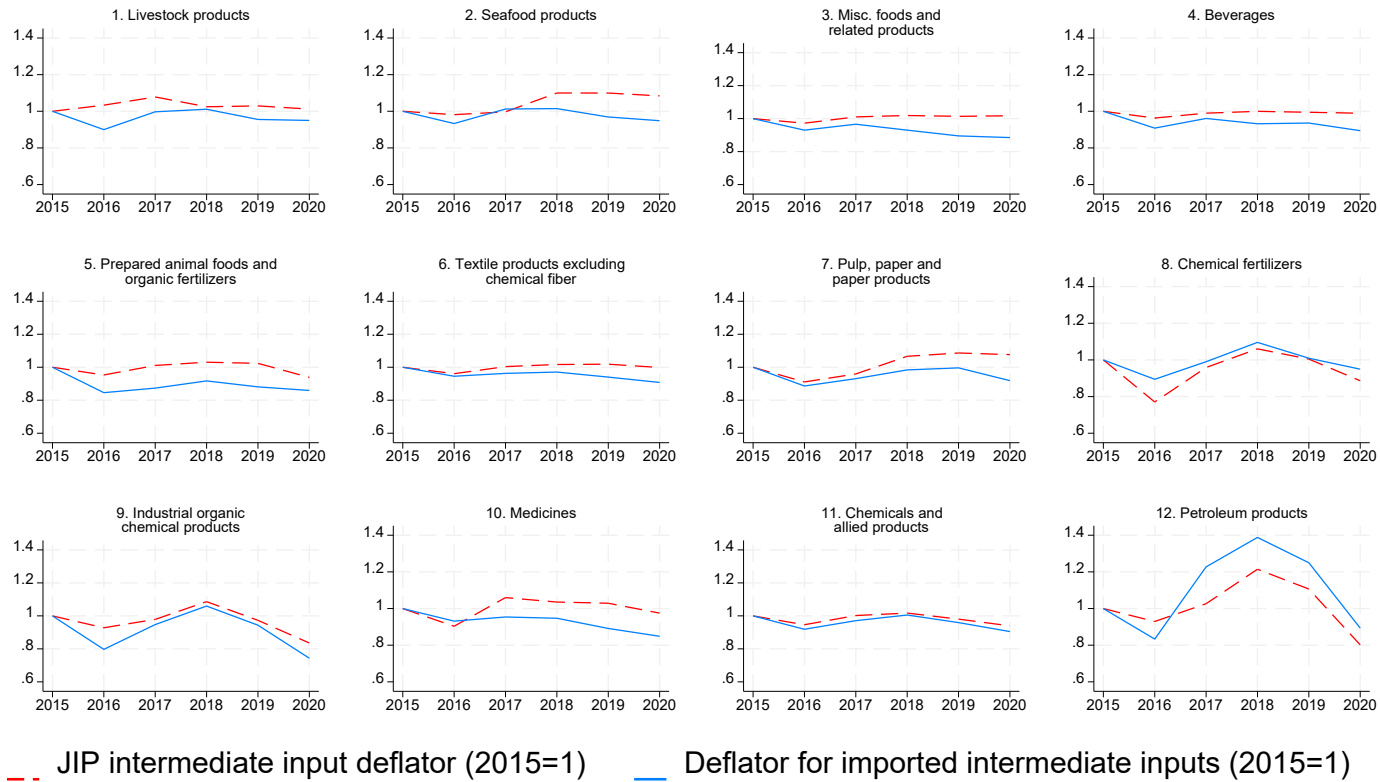 1. Livestock products
1.4
1.2
1
.8
.6
2015 2016 2017 2018 2019 2020
2. Seafood products
1.4
1.2
1
.8
.6
2015 2016 2017 2018 2019 2020
3. Misc. foods and
related products
1.4
1.2
1
.8
.6
2015 2016 2017 2018 2019 2020
4. Beverages
1.4
1.2
1
.8
.6
2015 2016 2017 2018 2019 2020
5. Prepared animal foods and
organic fertilizers
1.4
1.2
1
.8
.6
2015 2016 2017 2018 2019 2020
6. Textile products excluding
chemical fiber
1.4
1.2
1
.8
.6
2015 2016 2017 2018 2019 2020
7. Pulp, paper and
paper products
1.4
1.2
1
.8
.6
2015 2016 2017 2018 2019 2020
8. Chemical fertilizers
1.4
1.2
1
.8
.6
2015 2016 2017 2018 2019 2020
9. Industrial organic
chemical products
1.4
1.2
1
.8
.6
2015 2016 2017 2018 2019 2020
10. Medicines
1.4
1.2
1
.8
.6
2015 2016 2017 2018 2019 2020
11. Chemicals and
allied products
1.4
1.2
1
.8
.6
2015 2016 2017 2018 2019 2020
12. Petroleum products
1.4
1.2
1
.8
.6
2015 2016 2017 2018 2019 2020
JIP intermediate input deflator (2015=1)
Deflator for imported intermediate inputs (2015=1)